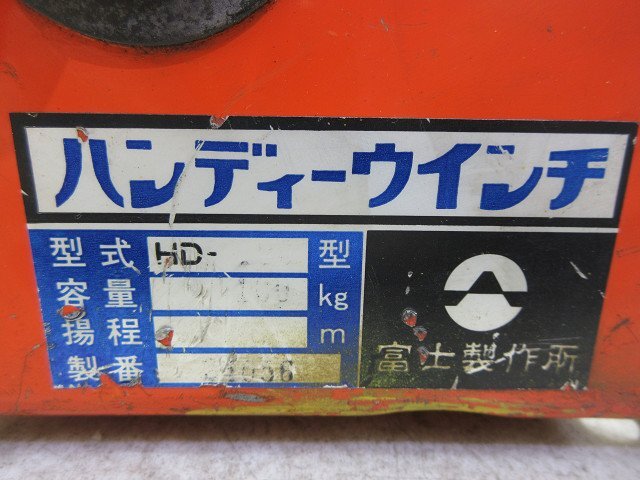 ハンディーウインチ
型式 HD- 型
容量 kg
揚程 m
製番
富士製作所